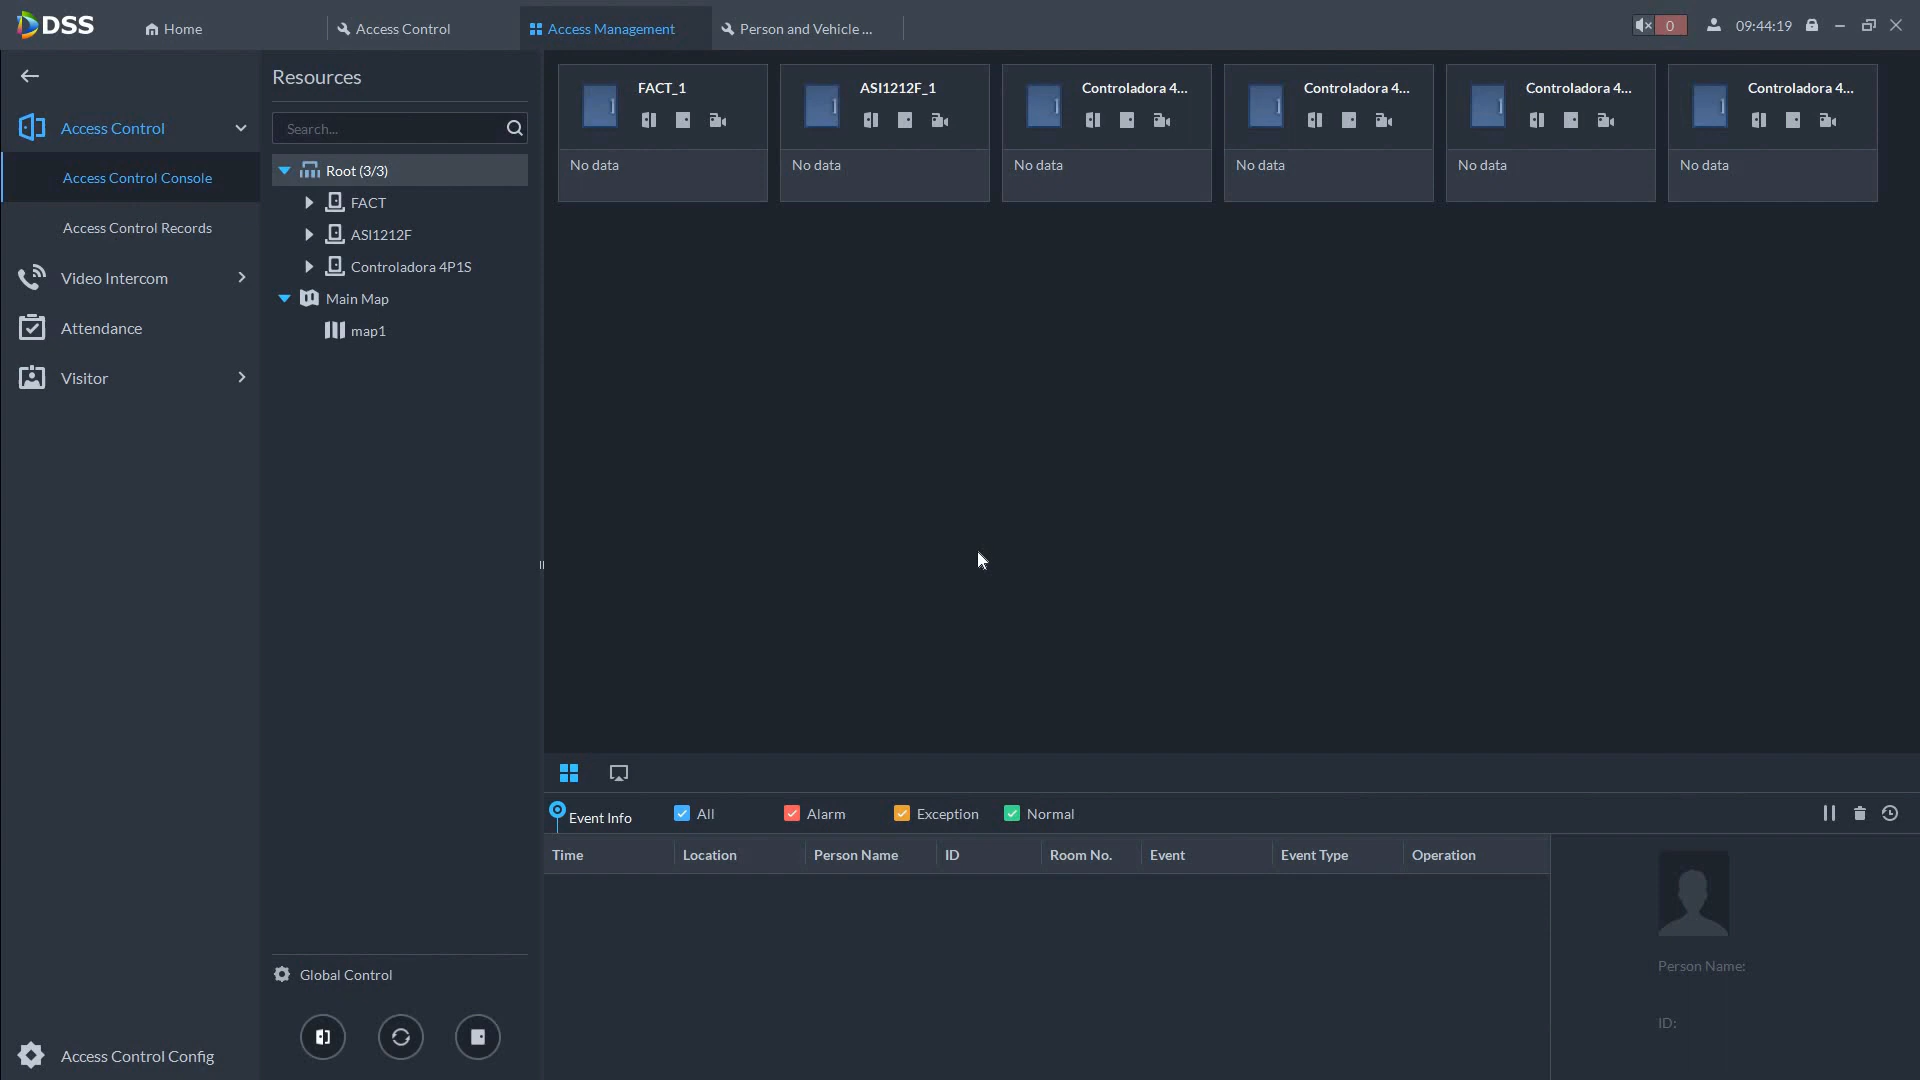 DSS
Home
Access Control
Access Management
Person and Vehicle ...
0
09:44:19
Access Control
Access Control Console
Access Control Records
Video Intercom
Attendance
Visitor
Access Control Config
Resources
Search...
Root (3/3)
FACT
ASI1212F
Controladora 4P1S
Main Map
map1
Global Control
FACT_1
No data
ASI1212F_1
No data
Controladora 4...
No data
Controladora 4...
No data
Controladora 4...
No data
Controladora 4...
No data
Event Info
All
Alarm
Exception
Normal
Time
Location
Person Name
ID
Room No.
Event
Event Type
Operation
Person Name:
ID: